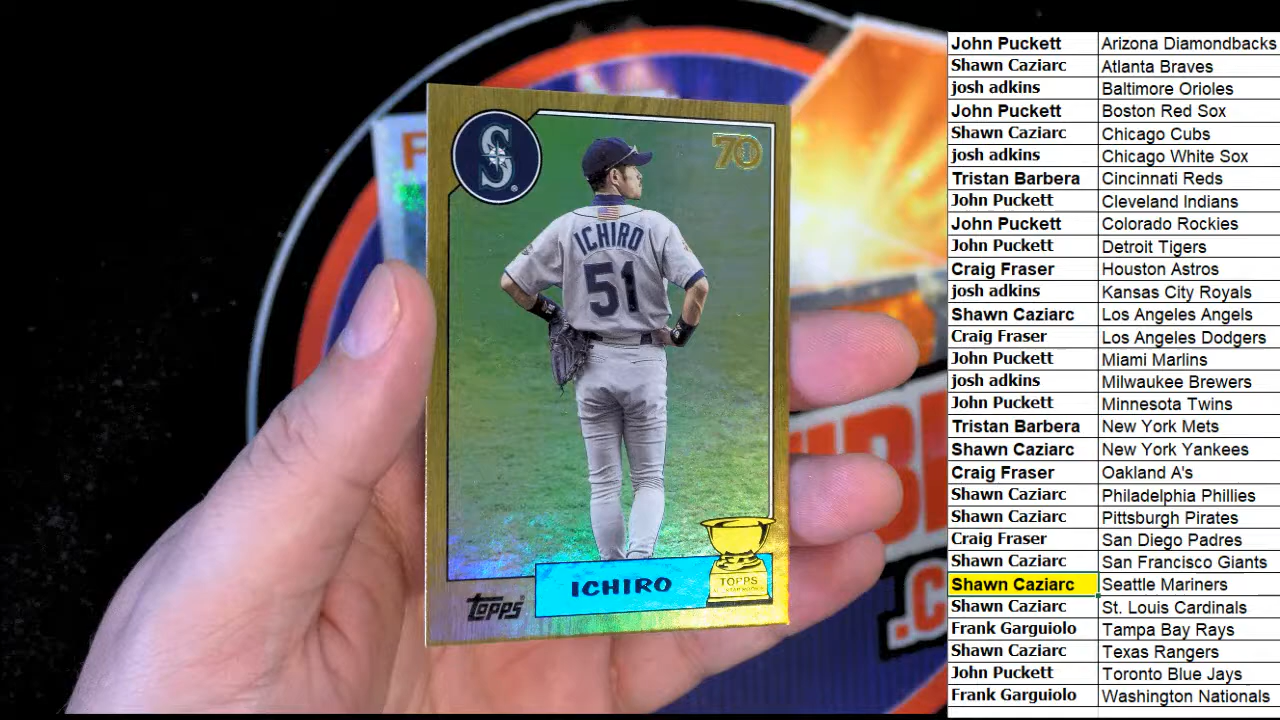 S
70
ICHIRO
51
ICHIRO
TOPPS
Topps
F
.C
John Puckett Arizona Diamondbacks
Shawn Caziarc Atlanta Braves
josh adkins Baltimore Orioles
John Puckett Boston Red Sox
Shawn Caziarc Chicago Cubs
josh adkins Chicago White Sox
Tristan Barbera Cincinnati Reds
John Puckett Cleveland Indians
John Puckett Colorado Rockies
John Puckett Detroit Tigers
Craig Fraser Houston Astros
josh adkins Kansas City Royals
Shawn Caziarc Los Angeles Angels
Craig Fraser Los Angeles Dodgers
John Puckett Miami Marlins
josh adkins Milwaukee Brewers
John Puckett Minnesota Twins
Tristan Barbera New York Mets
Shawn Caziarc New York Yankees
Craig Fraser Oakland A's
Shawn Caziarc Philadelphia Phillies
Shawn Caziarc Pittsburgh Pirates
Craig Fraser San Diego Padres
Shawn Caziarc San Francisco Giants
Shawn Caziarc Seattle Mariners
Shawn Caziarc St. Louis Cardinals
Frank Garguiolo Tampa Bay Rays
Shawn Caziarc Texas Rangers
John Puckett Toronto Blue Jays
Frank Garguiolo Washington Nationals